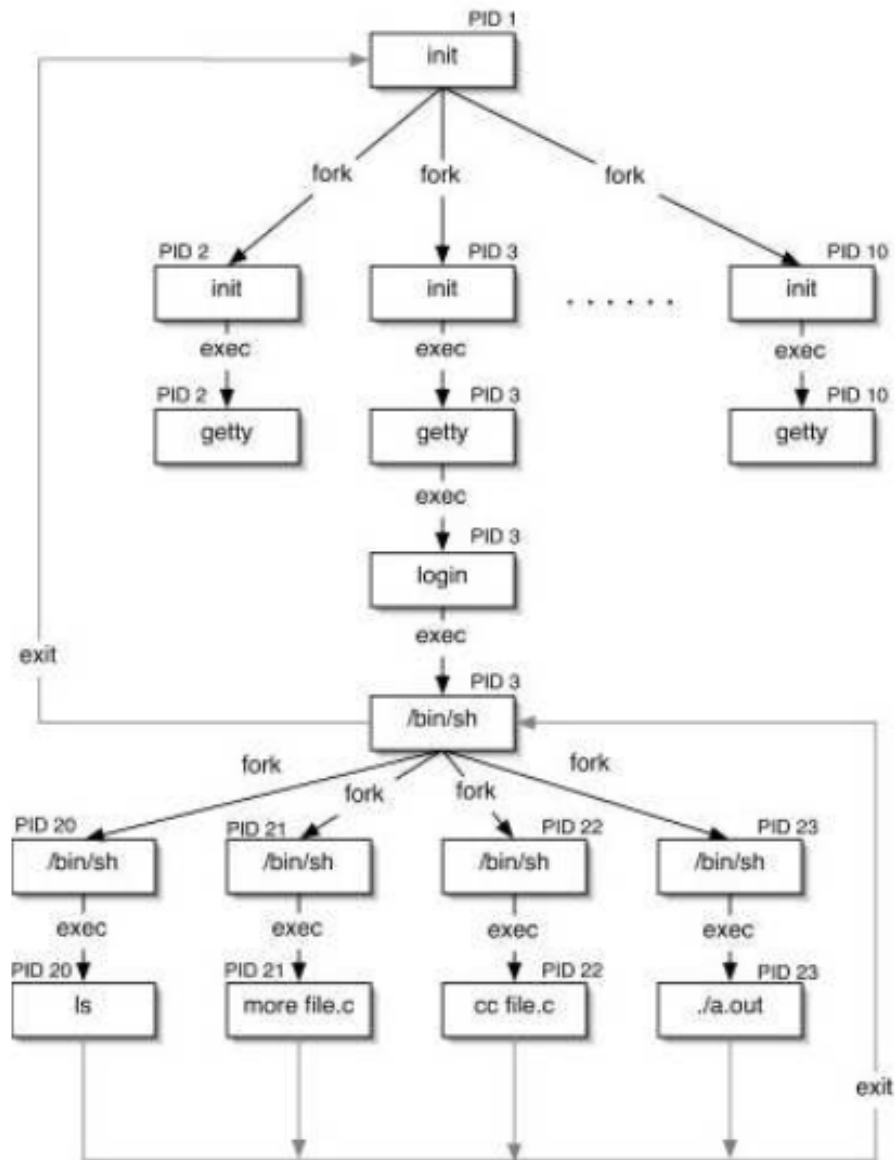 PID 1
init
fork fork fork
PID 2 PID 3 PID 10
init init . . . . . . init
exec exec exec
PID 2 PID 3 PID 10
getty getty getty
exec
PID 3
login
exec
exit
PID 3
/bin/sh
fork fork fork fork
PID 20 PID 21 PID 22 PID 23
/bin/sh /bin/sh /bin/sh /bin/sh
exec exec exec exec
PID 20 PID 21 PID 22 PID 23
ls more file.c cc file.c ./a.out
exit